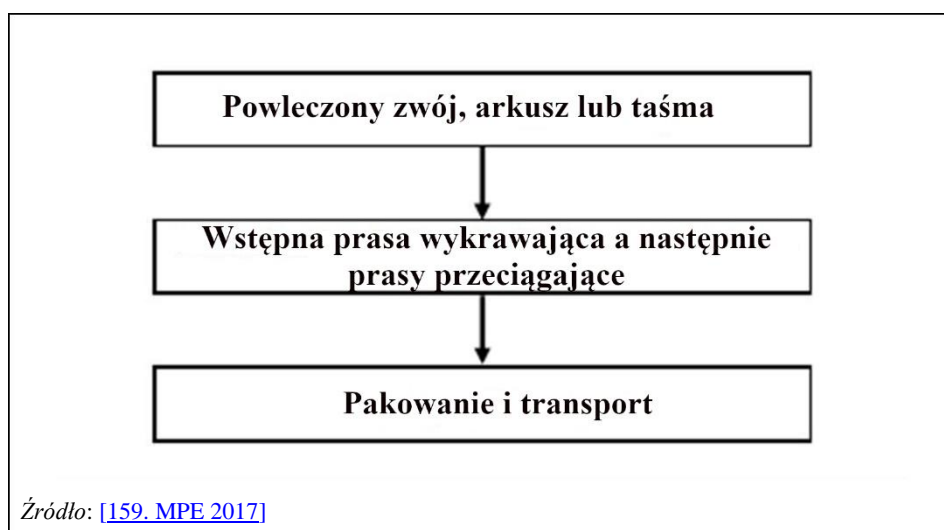 Powleczony zwój, arkusz lub taśma
Wstępna prasa wykrawająca a następnie
prasy przeciągające
Pakowanie i transport
Źródło: [159. MPE 2017]